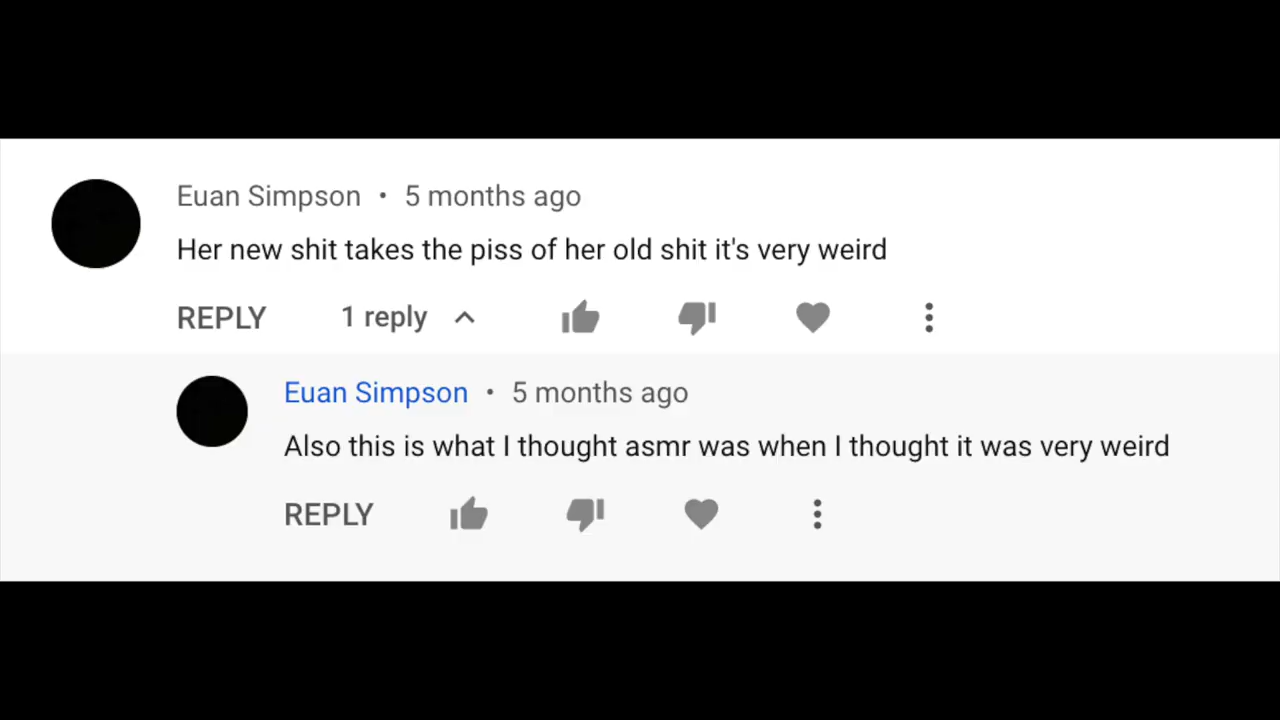 Euan Simpson • 5 months ago
Her new shit takes the piss of her old shit it's very weird
REPLY 1 reply
Euan Simpson • 5 months ago
Also this is what I thought asmr was when I thought it was very weird
REPLY